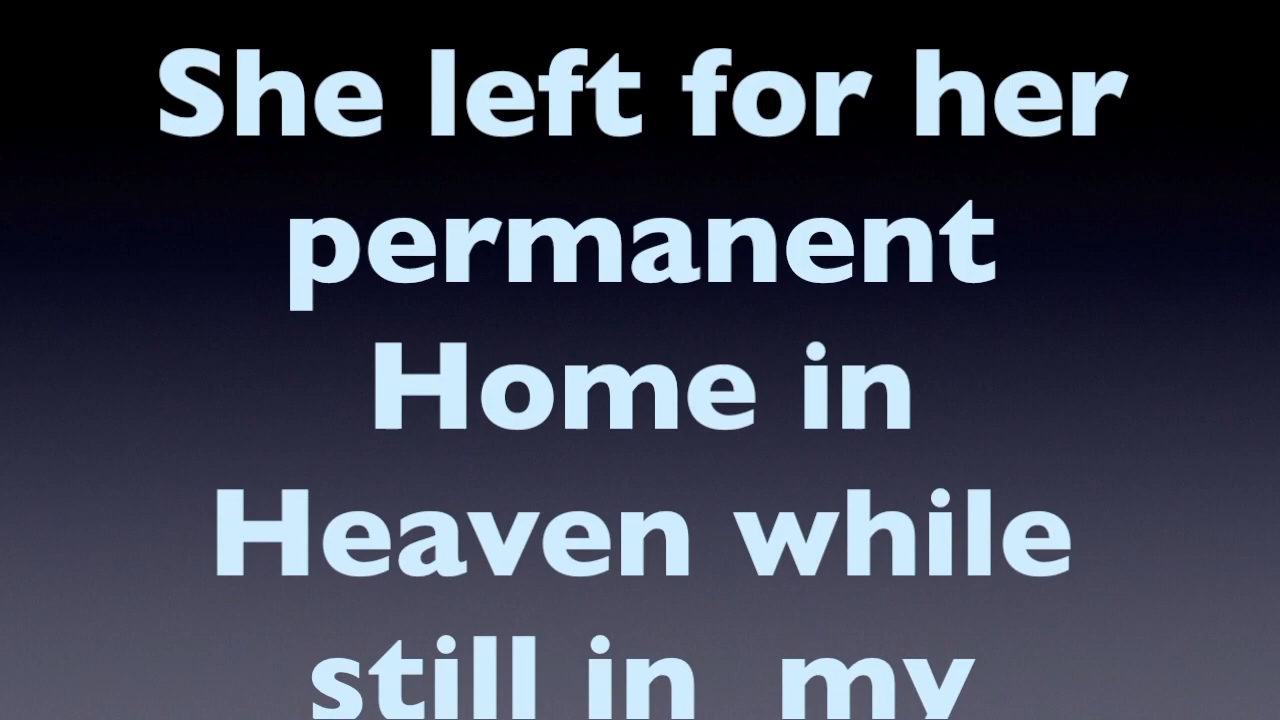 She left for her
permanent
Home in
Heaven while
still in  my